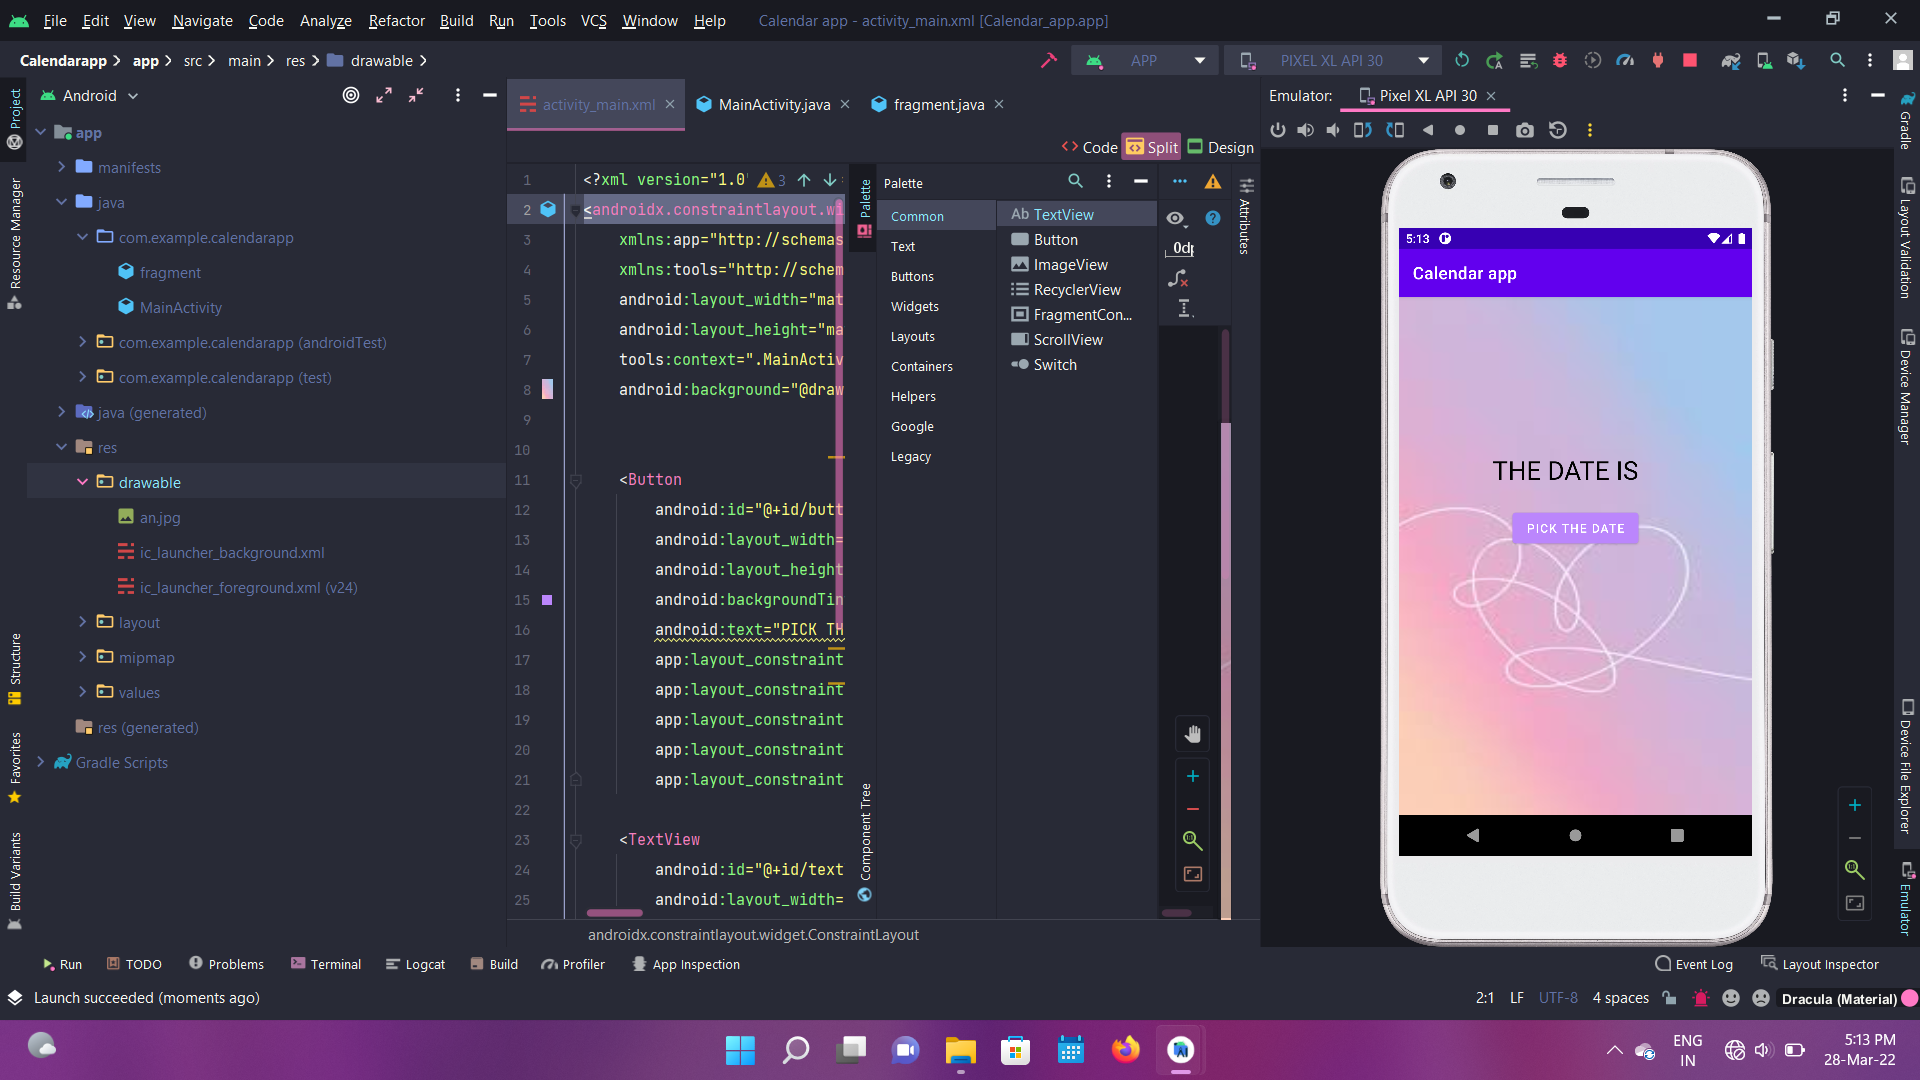 File Edit View Navigate Code Analyze Refactor Build Run Tools VCS Window Help Calendar app - activity_main.xml [Calendar_app.app]
Calendarapp app src main res drawable
APP PIXEL XL API 30
Project
Resource Manager
Structure
Favorites
Build Variants
Android
app
manifests
java
com.example.calendarapp
fragment
MainActivity
com.example.calendarapp (androidTest)
com.example.calendarapp (test)
java (generated)
res
drawable
an.jpg
ic_launcher_background.xml
ic_launcher_foreground.xml (v24)
layout
mipmap
values
res (generated)
Gradle Scripts
activity_main.xml MainActivity.java fragment.java
Code Split Design
1 <?xml version="1.0' 3
2 <androidx.constraintlayout.wi
3 xmlns:app="http://schemas
4 xmlns:tools="http://schem
5 android:layout_width="mat
6 android:layout_height="ma
7 tools:context=".MainActiv
8 android:background="@draw
9
10
11 <Button
12 android:id="@+id/butt
13 android:layout_width=
14 android:layout_height
15 android:backgroundTin
16 android:text="PICK TH
17 app:layout_constraint
18 app:layout_constraint
19 app:layout_constraint
20 app:layout_constraint
21 app:layout_constraint
22
23 <TextView
24 android:id="@+id/text
25 android:layout_width=
androidx.constraintlayout.widget.ConstraintLayout
Palette
Component Tree
Palette
Common
Text
Buttons
Widgets
Layouts
Containers
Helpers
Google
Legacy
Ab TextView
Button
ImageView
RecyclerView
FragmentCon...
ScrollView
Switch
Attributes
Emulator: Pixel XL API 30
5:13
Calendar app
THE DATE IS
PICK THE DATE
Gradle
Layout Validation
Device Manager
Device File Explorer
Emulator
Run TODO Problems Terminal Logcat Build Profiler App Inspection Event Log Layout Inspector
Launch succeeded (moments ago) 2:1 LF UTF-8 4 spaces Dracula (Material)
ENG
IN
5:13 PM
28-Mar-22